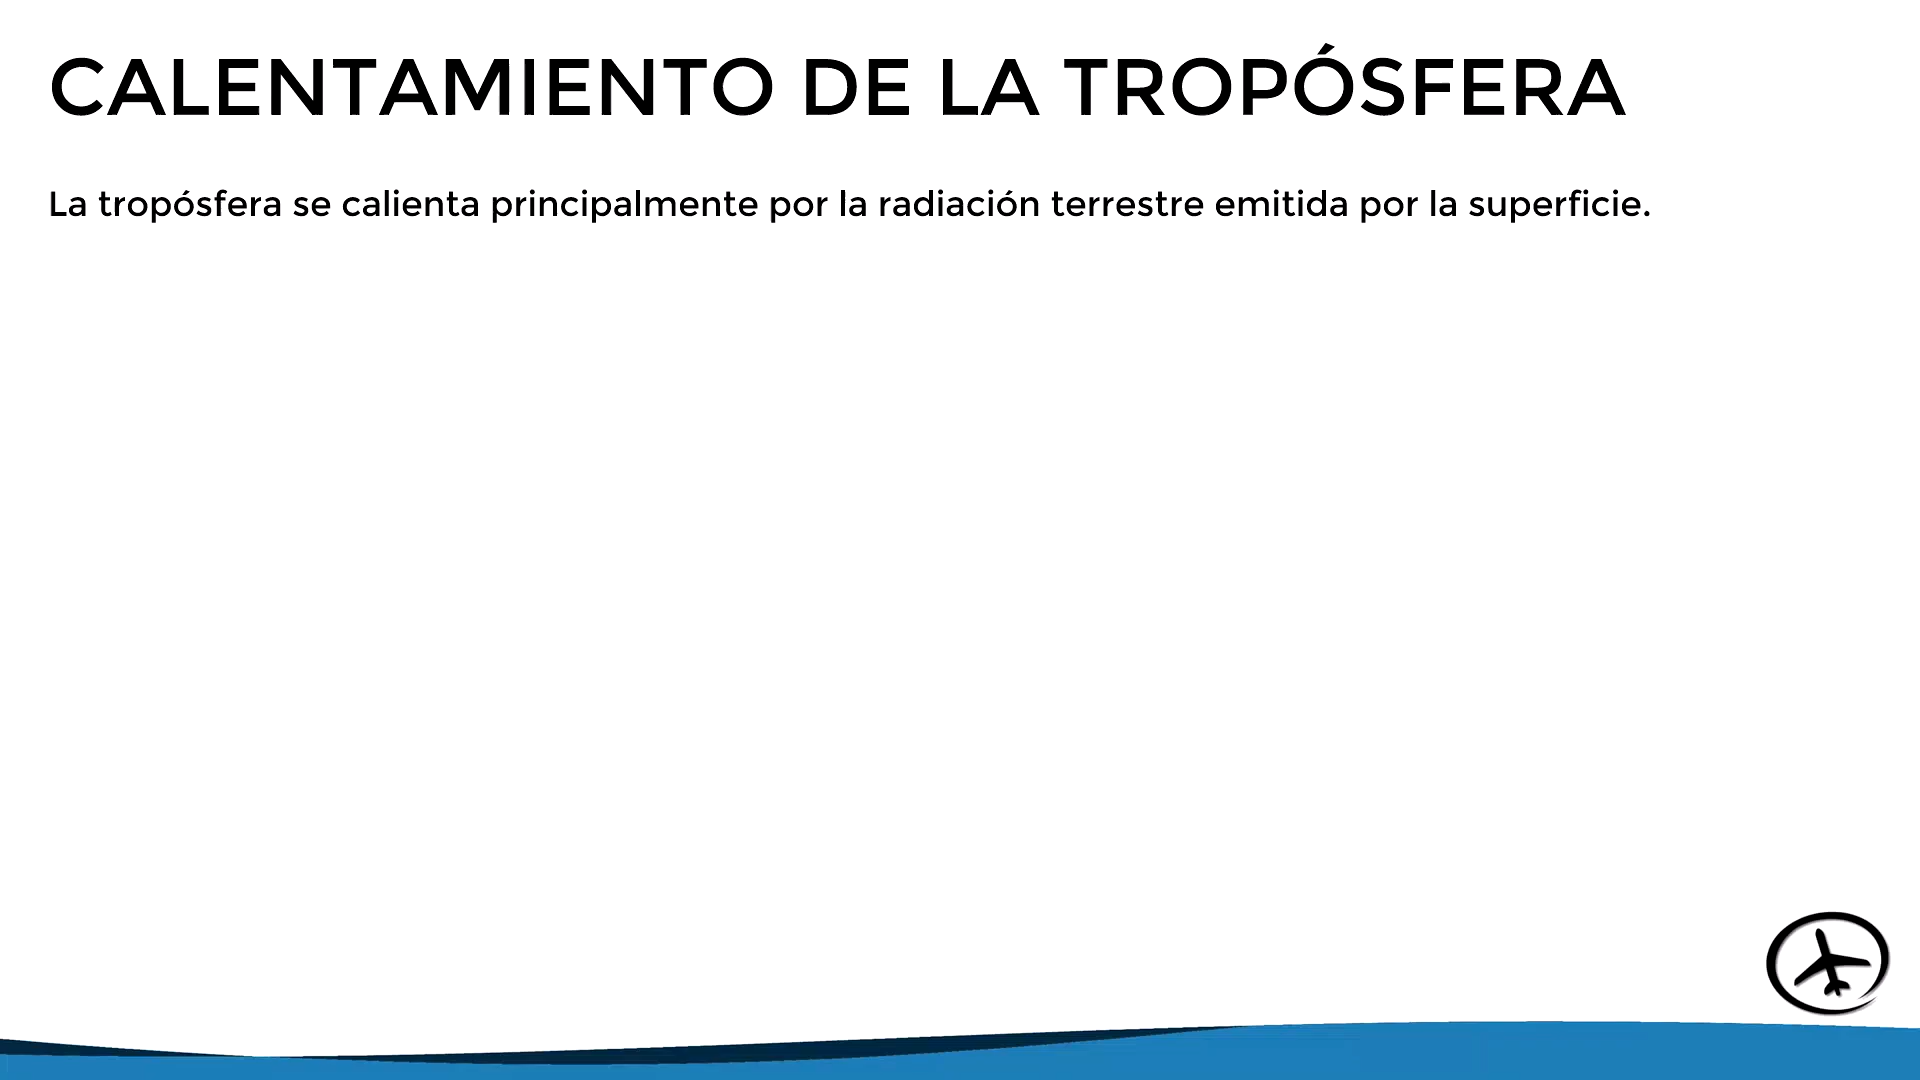 CALENTAMIENTO DE LA TROPÓSFERA
La tropósfera se calienta principalmente por la radiación terrestre emitida por la superficie.